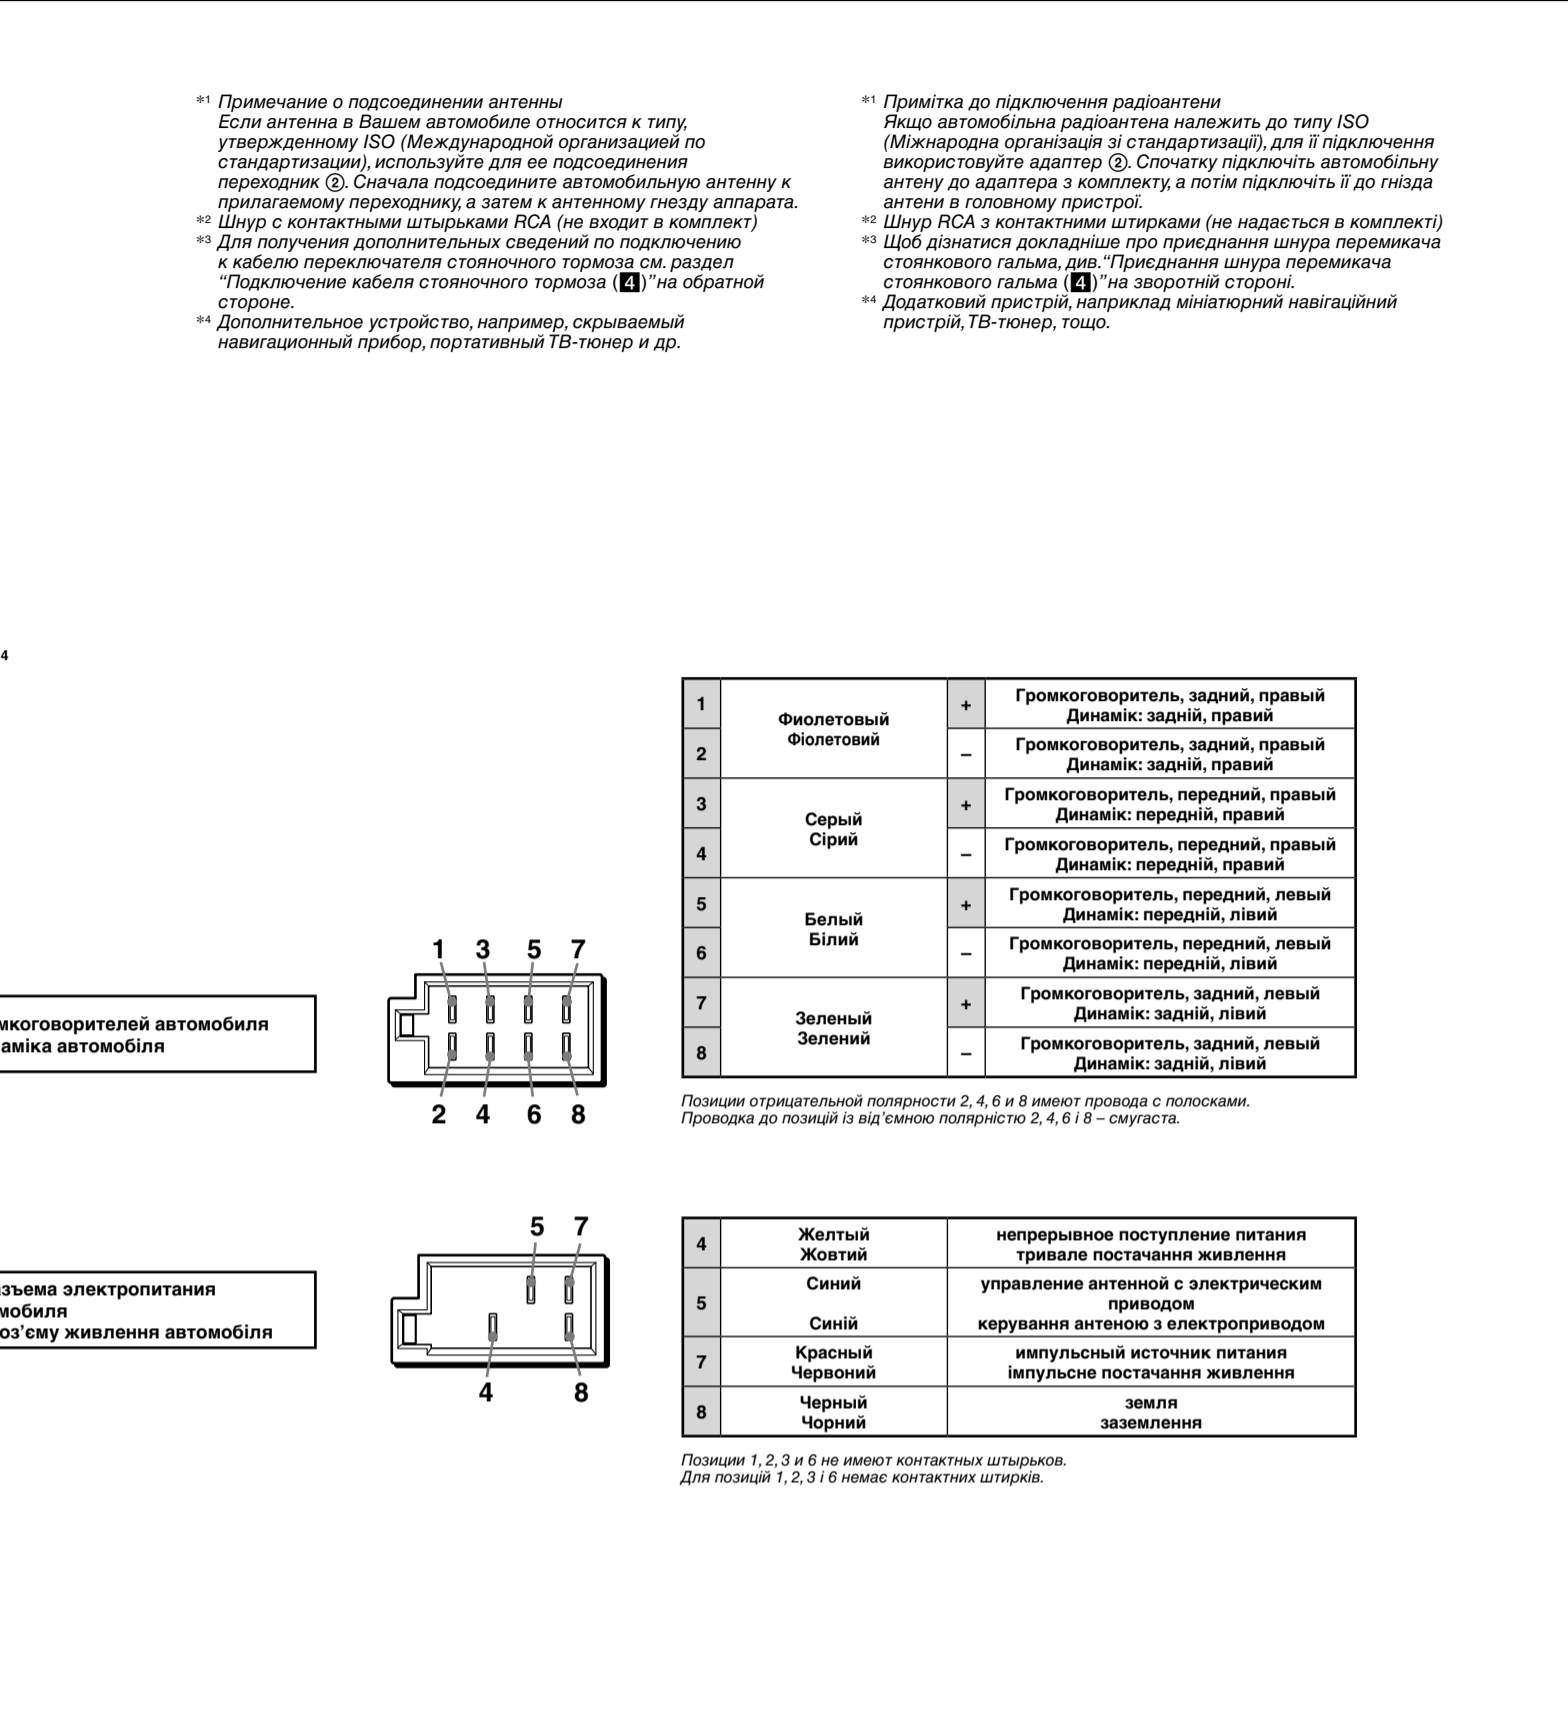 *1 Примечание о подсоединении антенны
Если антенна в Вашем автомобиле относится к типу,
утвержденному ISO (Международной организацией по
стандартизации), используйте для ее подсоединения
переходник ②. Сначала подсоедините автомобильную антенну к
прилагаемому переходнику, а затем к антенному гнезду аппарата.
*2 Шнур с контактными штырьками RCA (не входит в комплект)
*3 Для получения дополнительных сведений по подключению
к кабелю переключателя стояночного тормоза см. раздел
“Подключение кабеля стояночного тормоза (4)” на обратной
стороне.
*4 Дополнительное устройство, например, скрываемый
навигационный прибор, портативный ТВ-тюнер и др.
*1 Примітка до підключення радіоантени
Якщо автомобільна радіоантена належить до типу ISO
(Міжнародна організація зі стандартизації), для її підключення
використовуйте адаптер ②. Спочатку підключіть автомобільну
антену до адаптера з комплекту, а потім підключіть її до гнізда
антени в головному пристрої.
*2 Шнур RCA з контактними штирками (не надається в комплекті)
*3 Щоб дізнатися докладніше про приєднання шнура перемикача
стоянкового гальма, див. “Приєднання шнура перемикача
стоянкового гальма (4)” на зворотній стороні.
*4 Додатковий пристрій, наприклад мініатюрний навігаційний
пристрій, ТВ-тюнер, тощо.
4
мкоговорителей автомобиля
аміка автомобіля
1 3 5 7
2 4 6 8
1
Фиолетовый
Фіолетовий
+
Громкоговоритель, задний, правый
Динамік: задній, правий
2
–
Громкоговоритель, задний, правый
Динамік: задній, правий
3
Серый
Сірий
+
Громкоговоритель, передний, правый
Динамік: передній, правий
4
–
Громкоговоритель, передний, правый
Динамік: передній, правий
5
Белый
Білий
+
Громкоговоритель, передний, левый
Динамік: передній, лівий
6
–
Громкоговоритель, передний, левый
Динамік: передній, лівий
7
Зеленый
Зелений
+
Громкоговоритель, задний, левый
Динамік: задній, лівий
8
–
Громкоговоритель, задний, левый
Динамік: задній, лівий
Позиции отрицательной полярности 2, 4, 6 и 8 имеют провода с полосками.
Проводка до позицій із від’ємною полярністю 2, 4, 6 і 8 – смугаста.
зъема электропитания
мобиля
оз’єму живлення автомобіля
5 7
4 8
4
Желтый
Жовтий
непрерывное поступление питания
тривале постачання живлення
5
Синий
Синій
управление антенной с электрическим
приводом
керування антеною з електроприводом
7
Красный
Червоний
импульсный источник питания
імпульсне постачання живлення
8
Черный
Чорний
земля
заземлення
Позиции 1, 2, 3 и 6 не имеют контактных штырьков.
Для позицій 1, 2, 3 і 6 немає контактних штирків.